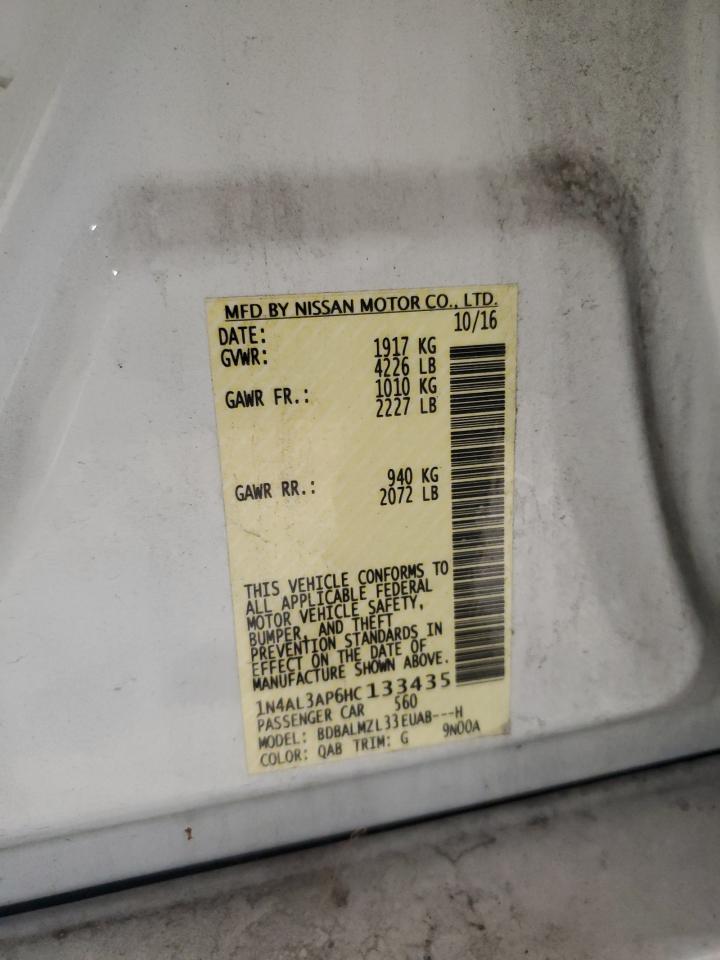 MFD BY NISSAN MOTOR CO., LTD.
DATE: 10/16
GVWR: 1917 KG
4226 LB
GAWR FR.: 1010 KG
2227 LB
GAWR RR.: 940 KG
2072 LB
THIS VEHICLE CONFORMS TO
ALL APPLICABLE FEDERAL
MOTOR VEHICLE SAFETY,
BUMPER, AND THEFT
PREVENTION STANDARDS IN
EFFECT ON THE DATE OF
MANUFACTURE SHOWN ABOVE.
1N4AL3AP6HC133435
PASSENGER CAR 560
MODEL: BDBALMZL33EUAB---H
COLOR: QAB TRIM: G 9N00A